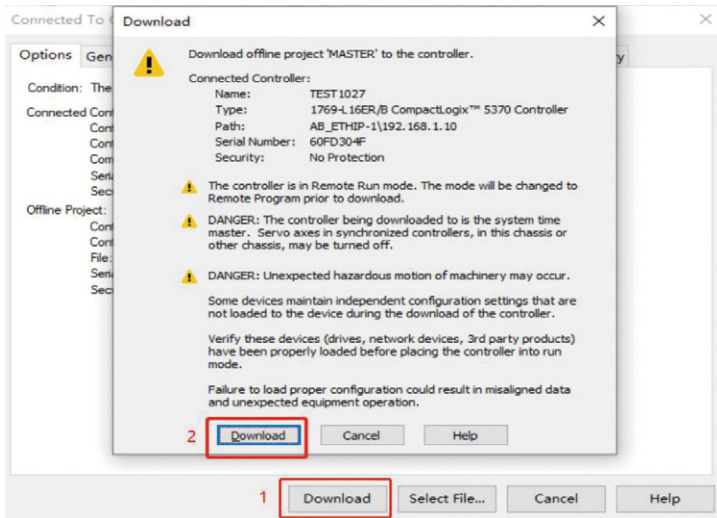 Connected To
Download
Options
Gen
y
Condition: The
Connected Con
Con
Con
Com
Seria
Secu
Offline Project:
Con
Con
File:
Seria
Secu
Download offline project 'MASTER' to the controller.
Connected Controller:
Name: TEST1027
Type: 1769-L16ER/B CompactLogix™ 5370 Controller
Path: AB_ETHIP-1\192.168.1.10
Serial Number: 60FD304F
Security: No Protection
The controller is in Remote Run mode. The mode will be changed to
Remote Program prior to download.
DANGER: The controller being downloaded to is the system time
master. Servo axes in synchronized controllers, in this chassis or
other chassis, may be turned off.
DANGER: Unexpected hazardous motion of machinery may occur.
Some devices maintain independent configuration settings that are
not loaded to the device during the download of the controller.
Verify these devices (drives, network devices, 3rd party products)
have been properly loaded before placing the controller into run
mode.
Failure to load proper configuration could result in misaligned data
and unexpected equipment operation.
2 Download Cancel Help
1 Download Select File... Cancel Help